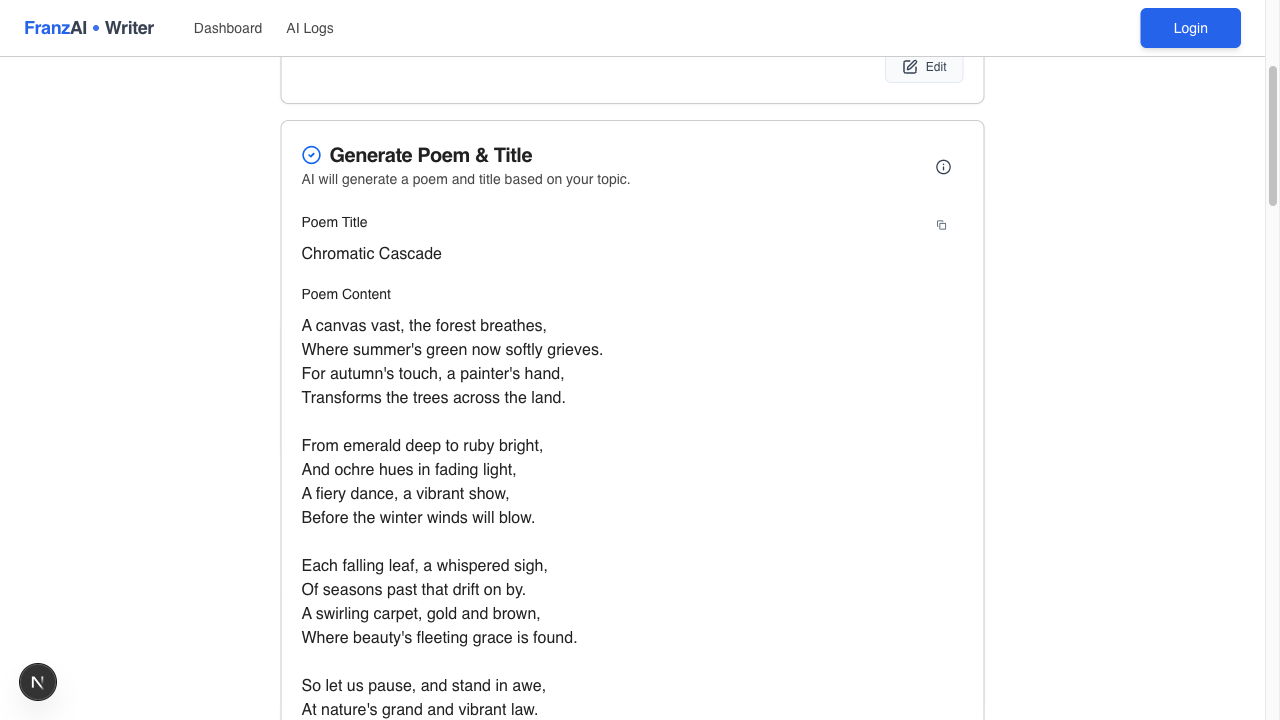 FranzAI • Writer
Dashboard
AI Logs
Login
Edit
Generate Poem & Title
AI will generate a poem and title based on your topic.
Poem Title
Chromatic Cascade
Poem Content
A canvas vast, the forest breathes,
Where summer's green now softly grieves.
For autumn's touch, a painter's hand,
Transforms the trees across the land.

From emerald deep to ruby bright,
And ochre hues in fading light,
A fiery dance, a vibrant show,
Before the winter winds will blow.

Each falling leaf, a whispered sigh,
Of seasons past that drift on by.
A swirling carpet, gold and brown,
Where beauty's fleeting grace is found.

So let us pause, and stand in awe,
At nature's grand and vibrant law.
N